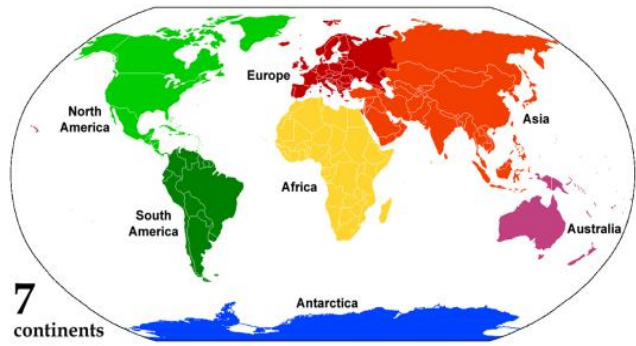 Europe
North
America
Asia
Africa
South
America
Australia
Antarctica
7
continents